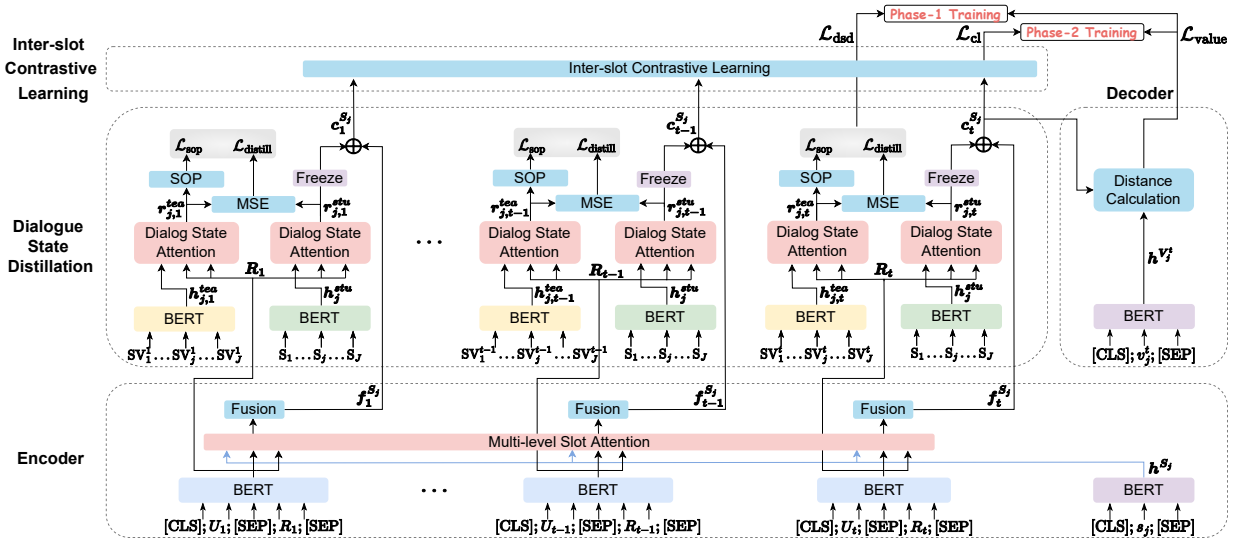 Phase-1 Training
Phase-2 Training
Inter-slot
Contrastive
Learning
Inter-slot Contrastive Learning
ℒ_dsd
ℒ_cl
ℒ_value
Decoder
Dialogue
State
Distillation
c_1^{S_j}
c_{t-1}^{S_j}
c_t^{S_j}
ℒ_sop ℒ_distill
SOP
Freeze
MSE
r_{j,1}^{tea} r_{j,1}^{stu}
Dialog State
Attention
Dialog State
Attention
R_1
h_{j,1}^{tea} h_j^{stu}
BERT
BERT
SV_1^1 ... SV_j^1 ... SV_J^1
S_1 ... S_j ... S_J
...
ℒ_sop ℒ_distill
SOP
Freeze
MSE
r_{j,t-1}^{tea} r_{j,t-1}^{stu}
Dialog State
Attention
Dialog State
Attention
R_{t-1}
h_{j,t-1}^{tea} h_j^{stu}
BERT
BERT
SV_1^{t-1} ... SV_j^{t-1} ... SV_J^{t-1}
S_1 ... S_j ... S_J
ℒ_sop ℒ_distill
SOP
Freeze
MSE
r_{j,t}^{tea} r_{j,t}^{stu}
Dialog State
Attention
Dialog State
Attention
R_t
h_{j,t}^{tea} h_j^{stu}
BERT
BERT
SV_1^t ... SV_j^t ... SV_J^t
S_1 ... S_j ... S_J
Distance
Calculation
h^{V_j^t}
BERT
[CLS]; v_j^t; [SEP]
Encoder
Fusion
f_1^{S_j}
Fusion
f_{t-1}^{S_j}
Fusion
f_t^{S_j}
Multi-level Slot Attention
h^{S_j}
BERT
...
BERT
BERT
BERT
[CLS]; U_1; [SEP]; R_1; [SEP]
[CLS]; U_{t-1}; [SEP]; R_{t-1}; [SEP]
[CLS]; U_t; [SEP]; R_t; [SEP]
[CLS]; s_j; [SEP]